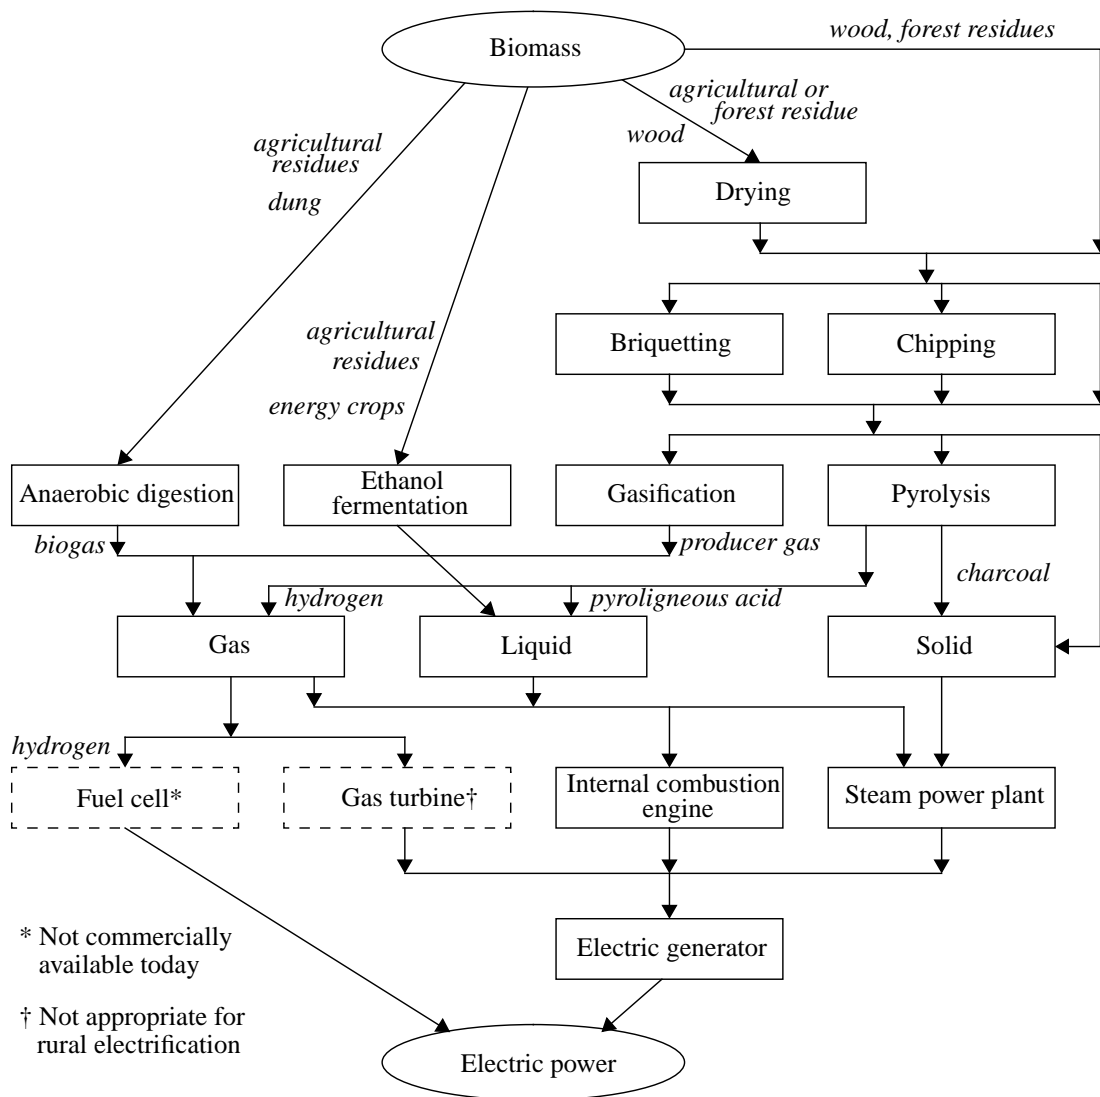 Biomass
wood, forest residues
agricultural or
forest residue
wood
agricultural
residues
dung
Drying
agricultural
residues
energy crops
Briquetting
Chipping
Anaerobic digestion
Ethanol
fermentation
Gasification
Pyrolysis
biogas
producer gas
charcoal
hydrogen
pyroligneous acid
Gas
Liquid
Solid
hydrogen
Fuel cell*
Gas turbine†
Internal combustion
engine
Steam power plant
* Not commercially
available today
Electric generator
† Not appropriate for
rural electrification
Electric power